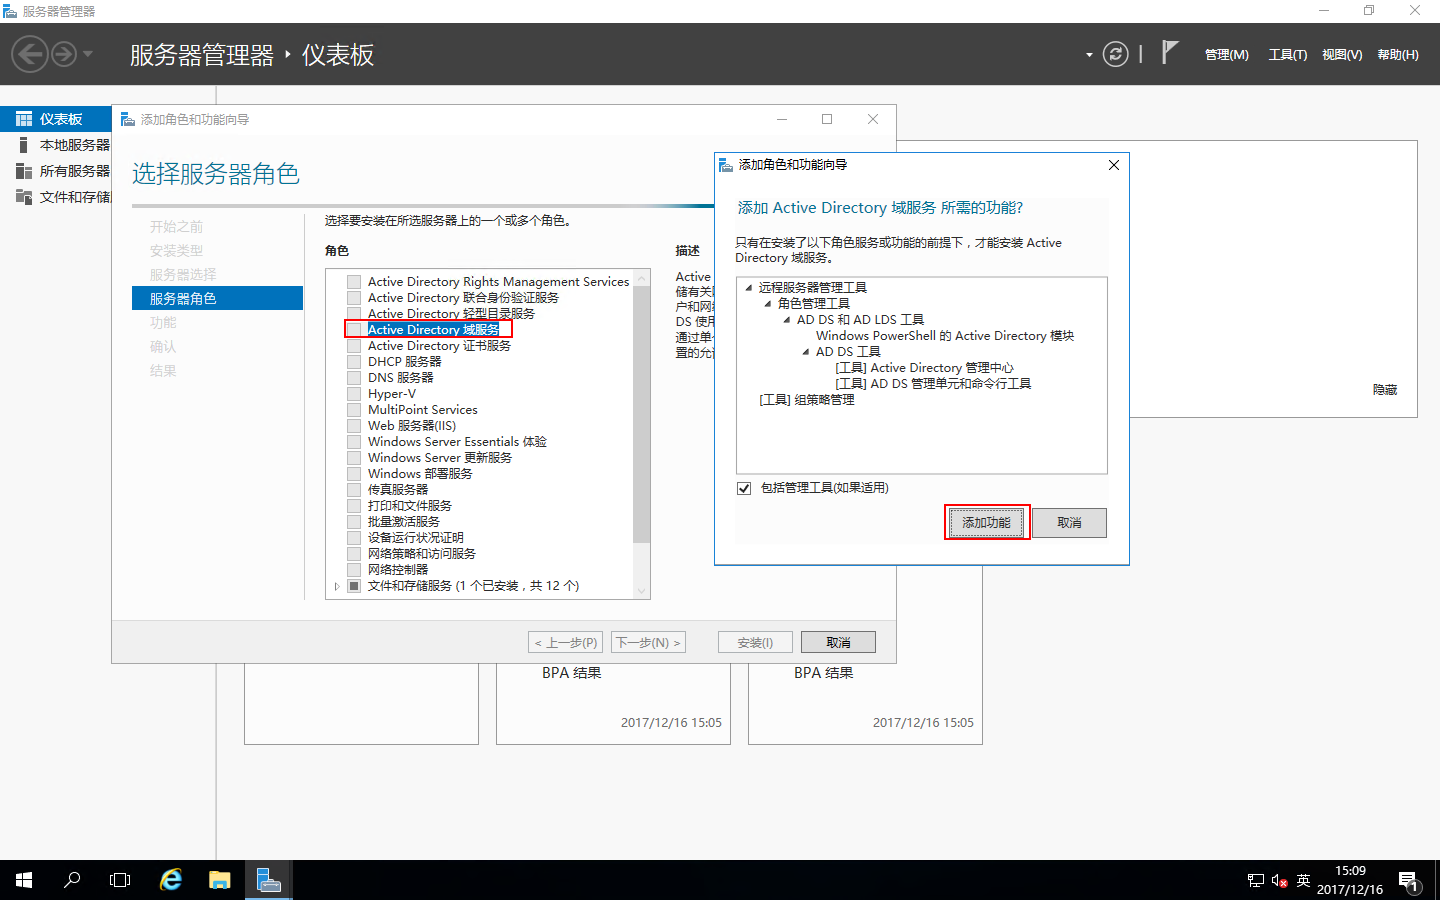 服务器管理器
服务器管理器 · 仪表板
管理(M) 工具(T) 视图(V) 帮助(H)
仪表板
本地服务器
所有服务器
文件和存储
添加角色和功能向导
选择服务器角色
开始之前
安装类型
服务器选择
服务器角色
功能
确认
结果
选择要安装在所选服务器上的一个或多个角色。
角色
Active Directory Rights Management Services
Active Directory 联合身份验证服务
Active Directory 轻型目录服务
Active Directory 域服务
Active Directory 证书服务
DHCP 服务器
DNS 服务器
Hyper-V
MultiPoint Services
Web 服务器(IIS)
Windows Server Essentials 体验
Windows Server 更新服务
Windows 部署服务
传真服务器
打印和文件服务
批量激活服务
设备运行状况证明
网络策略和访问服务
网络控制器
文件和存储服务 (1 个已安装，共 12 个)
描述
Active
储有关
户和网
DS 使用
通过单
置的允
< 上一步(P) 下一步(N) > 安装(I) 取消
添加角色和功能向导
添加 Active Directory 域服务 所需的功能?
只有在安装了以下角色服务或功能的前提下，才能安装 Active
Directory 域服务。
远程服务器管理工具
角色管理工具
AD DS 和 AD LDS 工具
Windows PowerShell 的 Active Directory 模块
AD DS 工具
[工具] Active Directory 管理中心
[工具] AD DS 管理单元和命令行工具
[工具] 组策略管理
包括管理工具(如果适用)
添加功能 取消
隐藏
BPA 结果
2017/12/16 15:05
BPA 结果
2017/12/16 15:05
英
15:09
2017/12/16
1